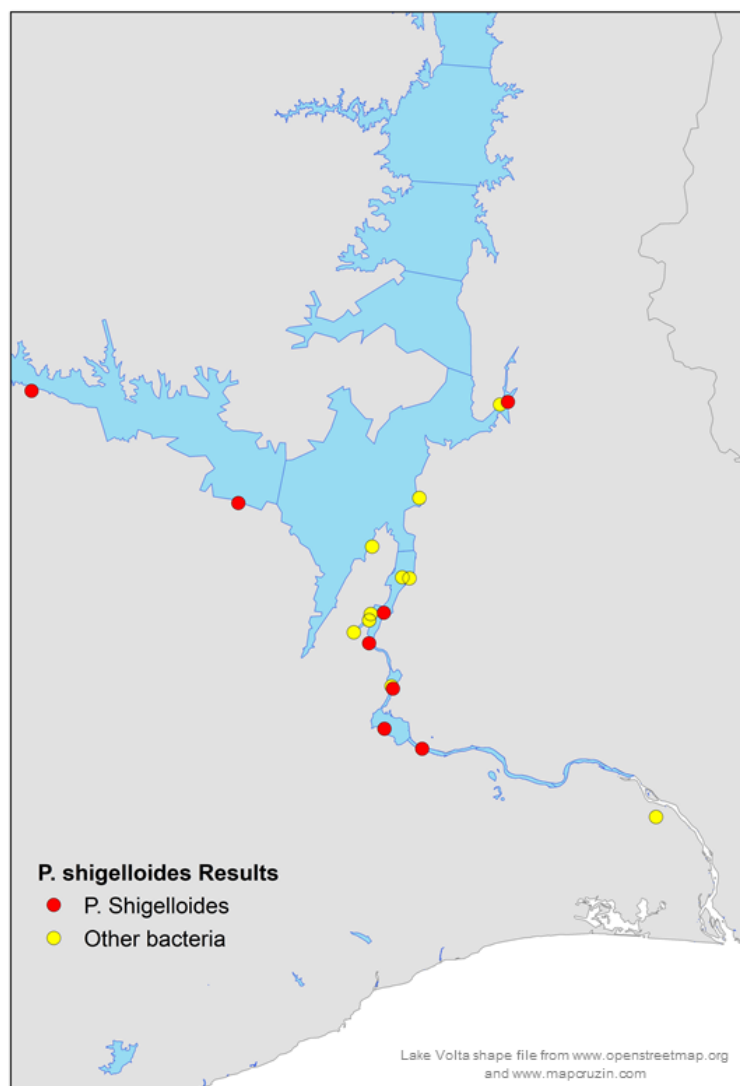 P. shigelloides Results
P. Shigelloides
Other bacteria
Lake Volta shape file from www.openstreetmap.org
and www.mapcruzin.com